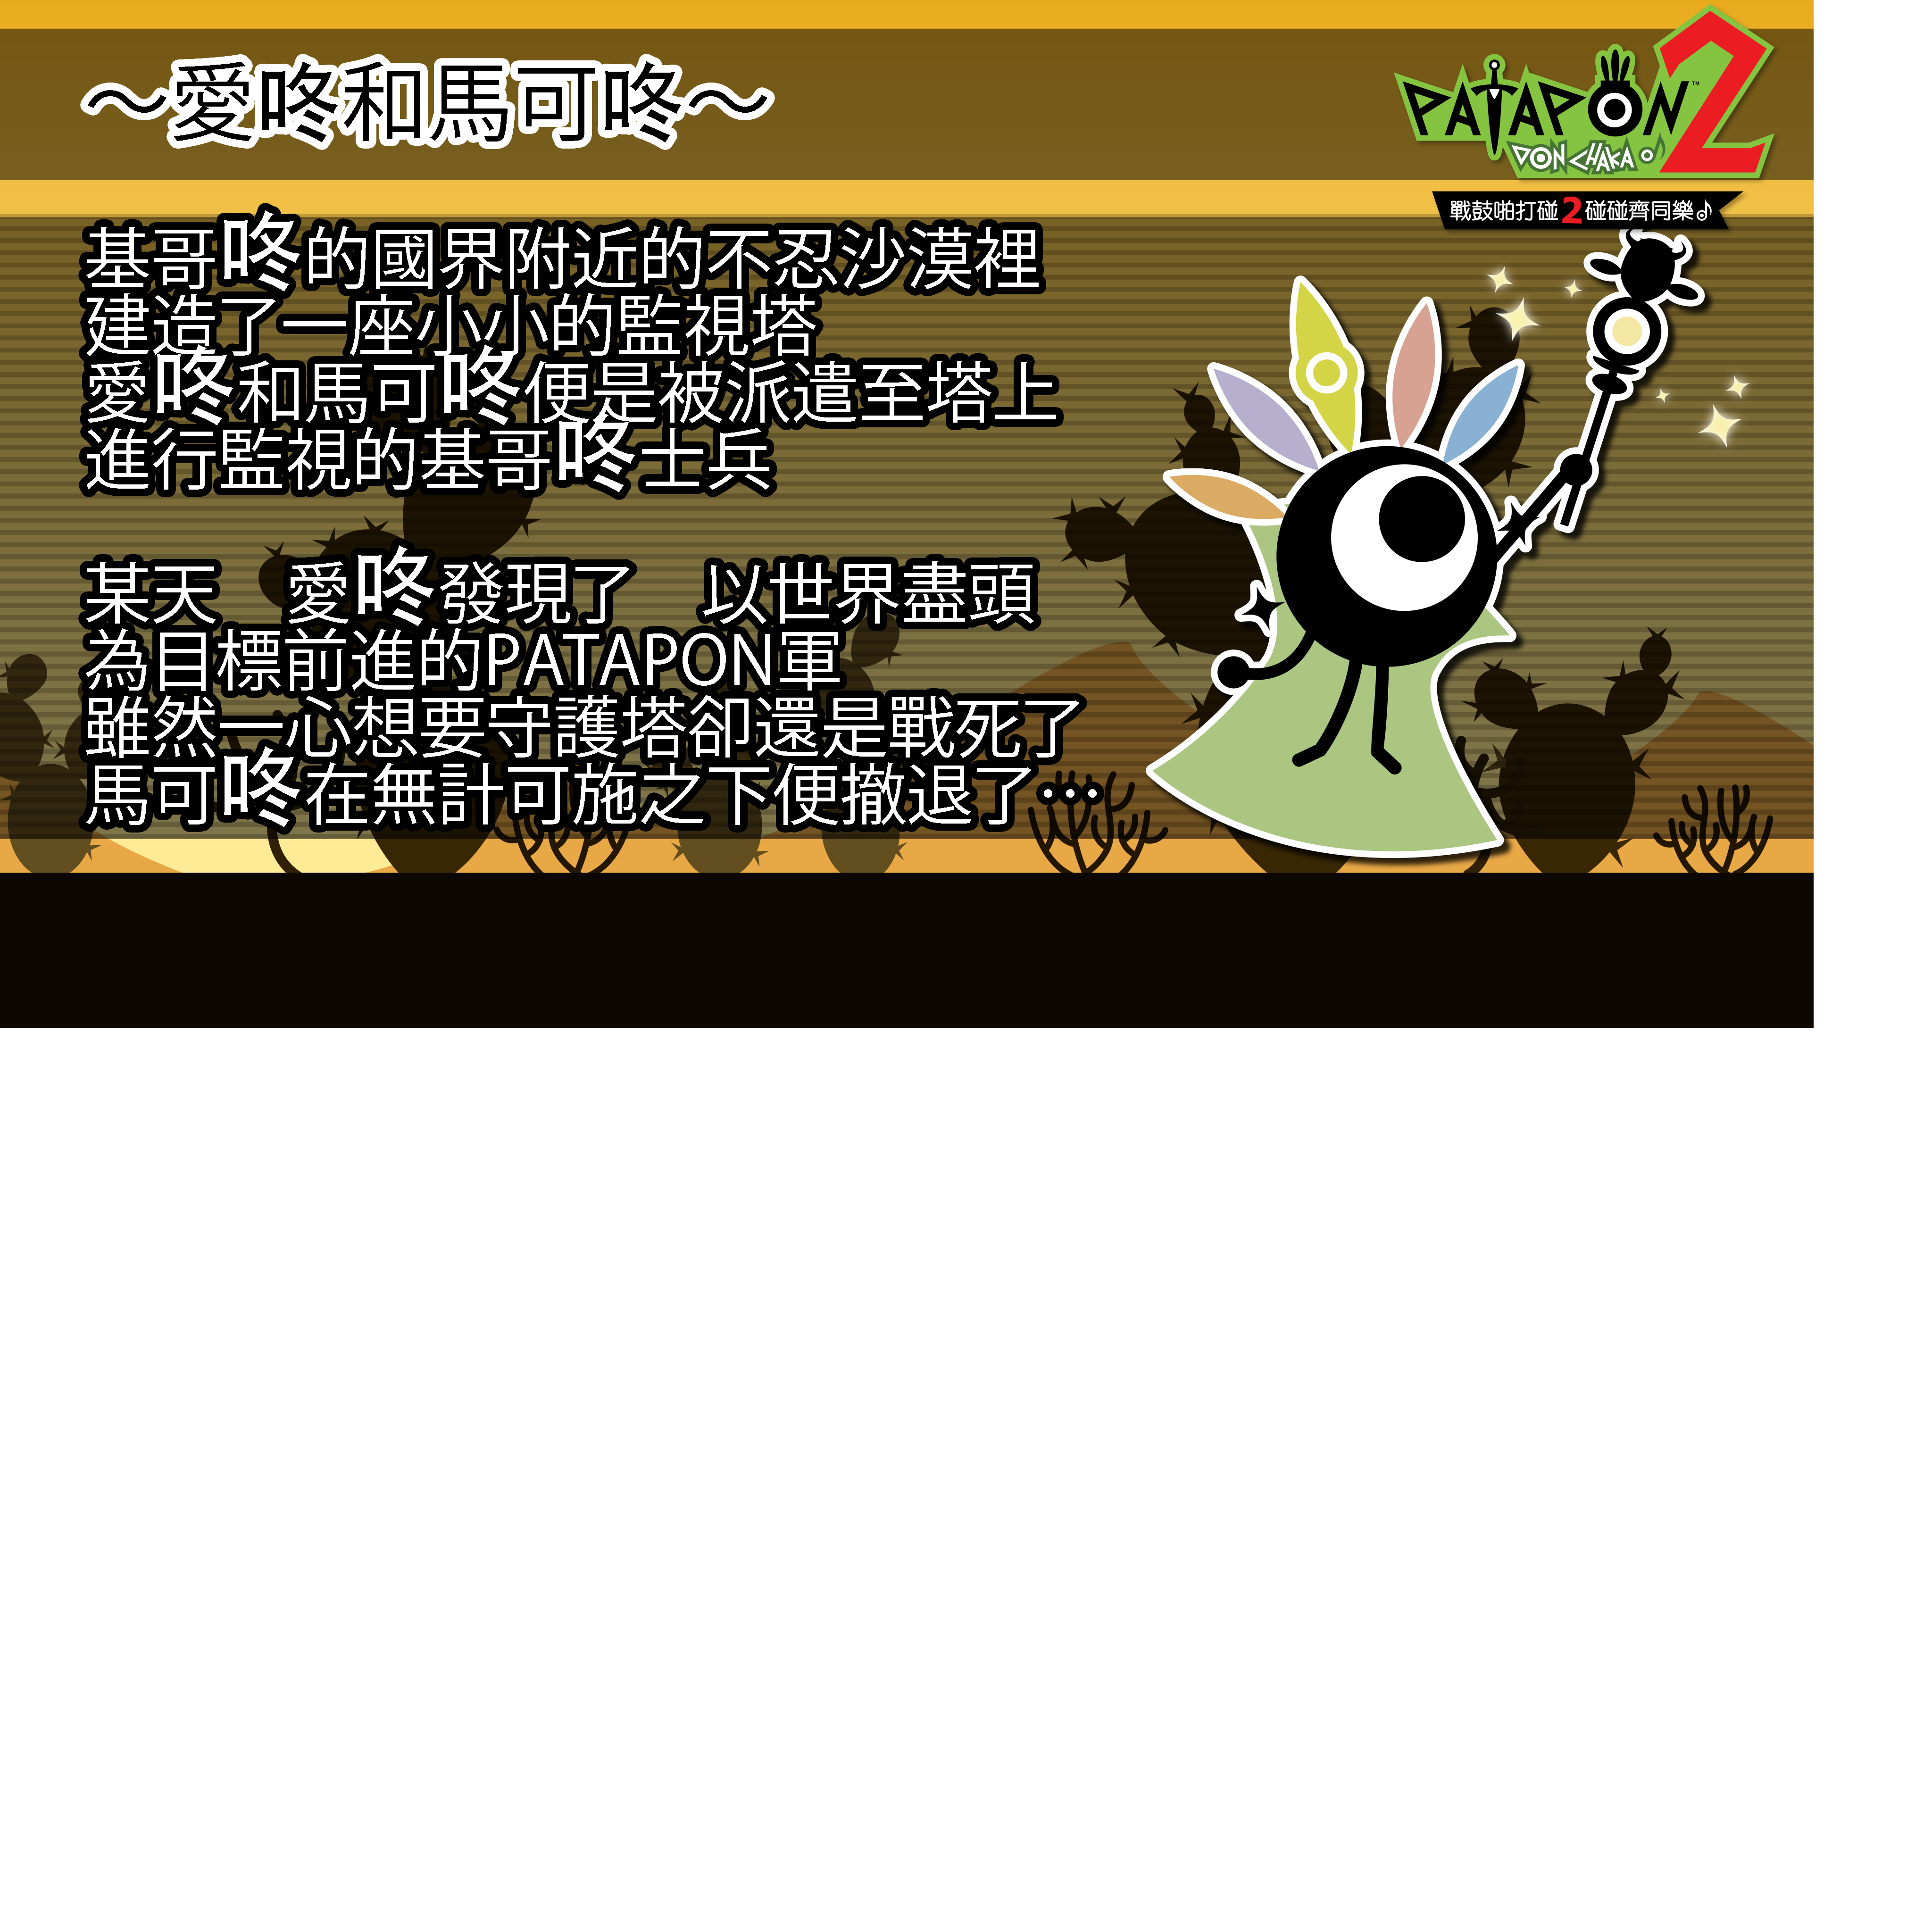 ～愛咚和馬可咚～
PATAPON 2™
DON CHAKA♪
戰鼓啪打碰2碰碰齊同樂♪
基哥咚的國界附近的不忍沙漠裡
建造了一座小小的監視塔
愛咚和馬可咚便是被派遣至塔上
進行監視的基哥咚士兵
某天　愛咚發現了　以世界盡頭
為目標前進的PATAPON軍
雖然一心想要守護塔卻還是戰死了
馬可咚在無計可施之下便撤退了…